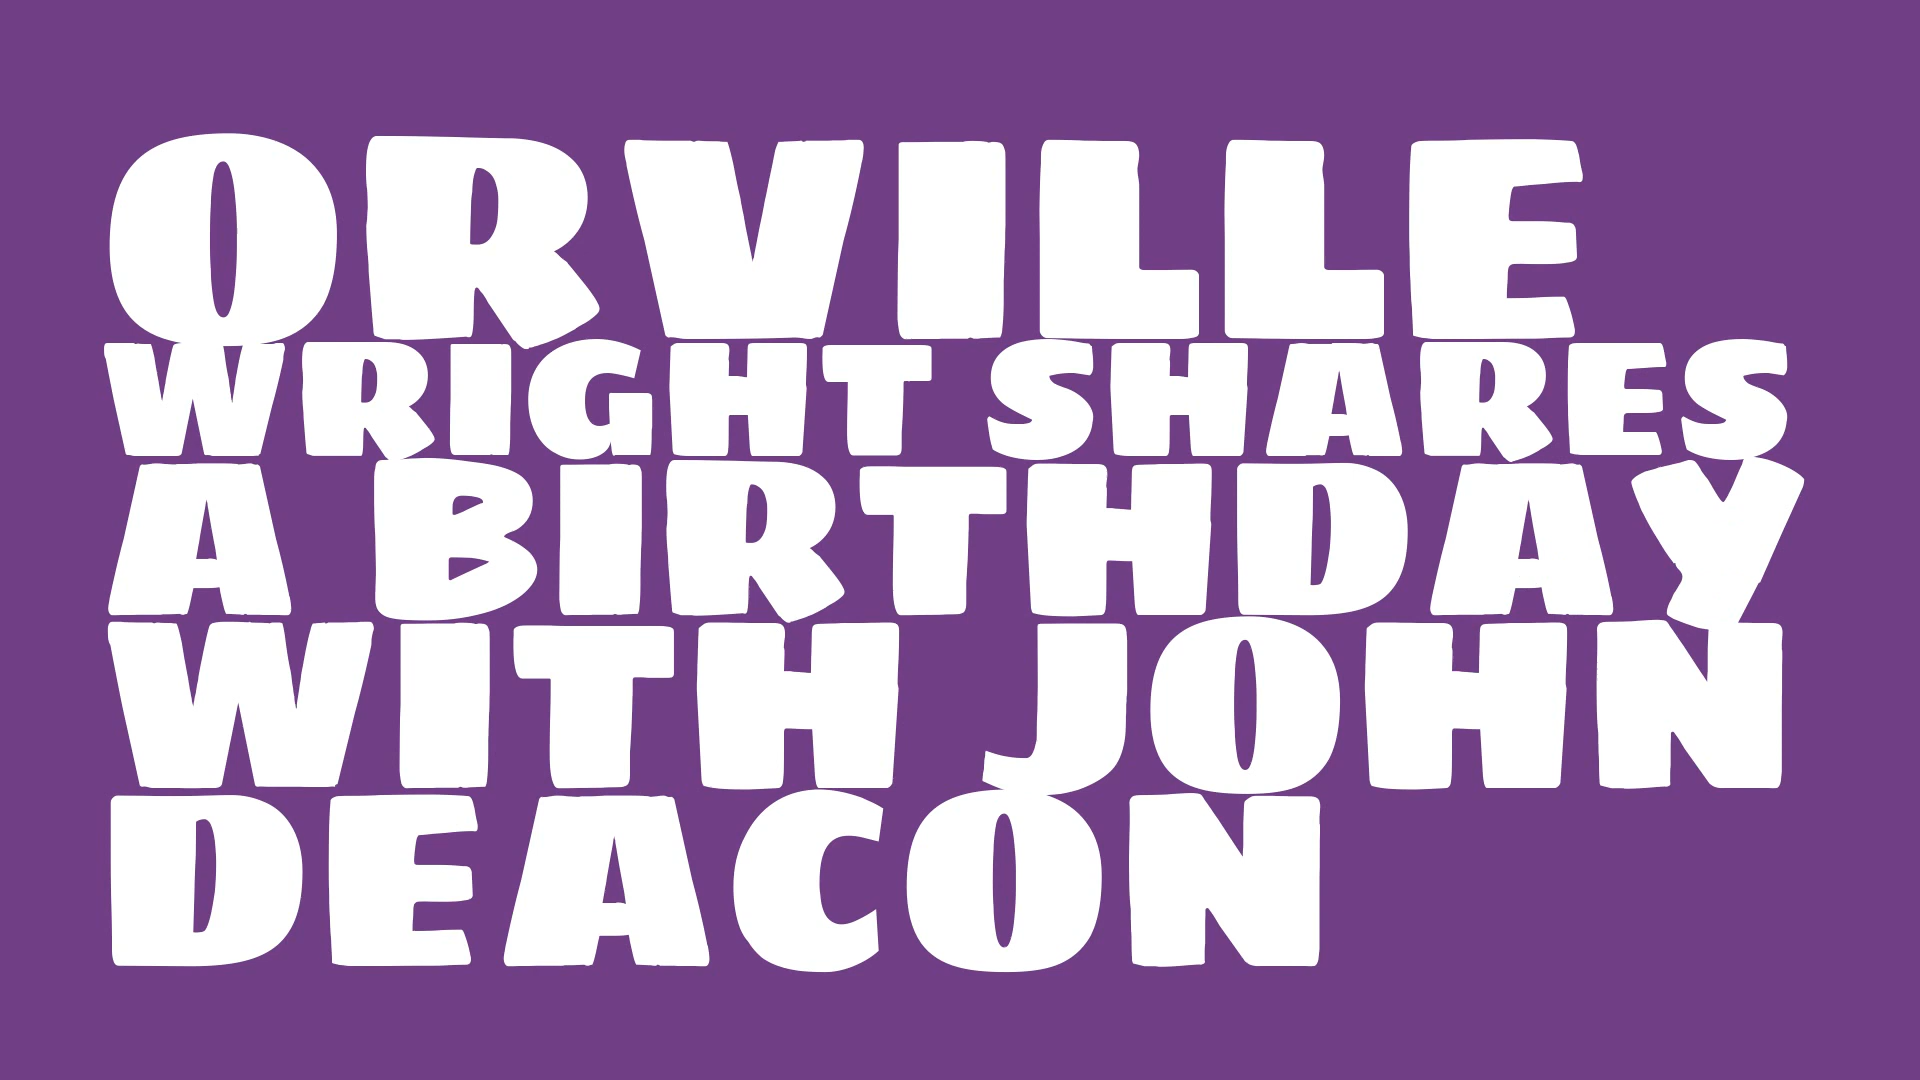 ORVILLE
WRIGHT SHARES
A BIRTHDAY
WITH JOHN
DEACON